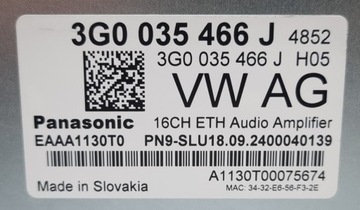 3G0 035 466 J 4852
3G0 035 466 J H05
VW AG
Panasonic 16CH ETH Audio Amplifier
EAAA1130T0 PN9-SLU18.09.2400040139
Made in Slovakia A1130T00075674
MAC: 34-32-E6-56-F3-2E